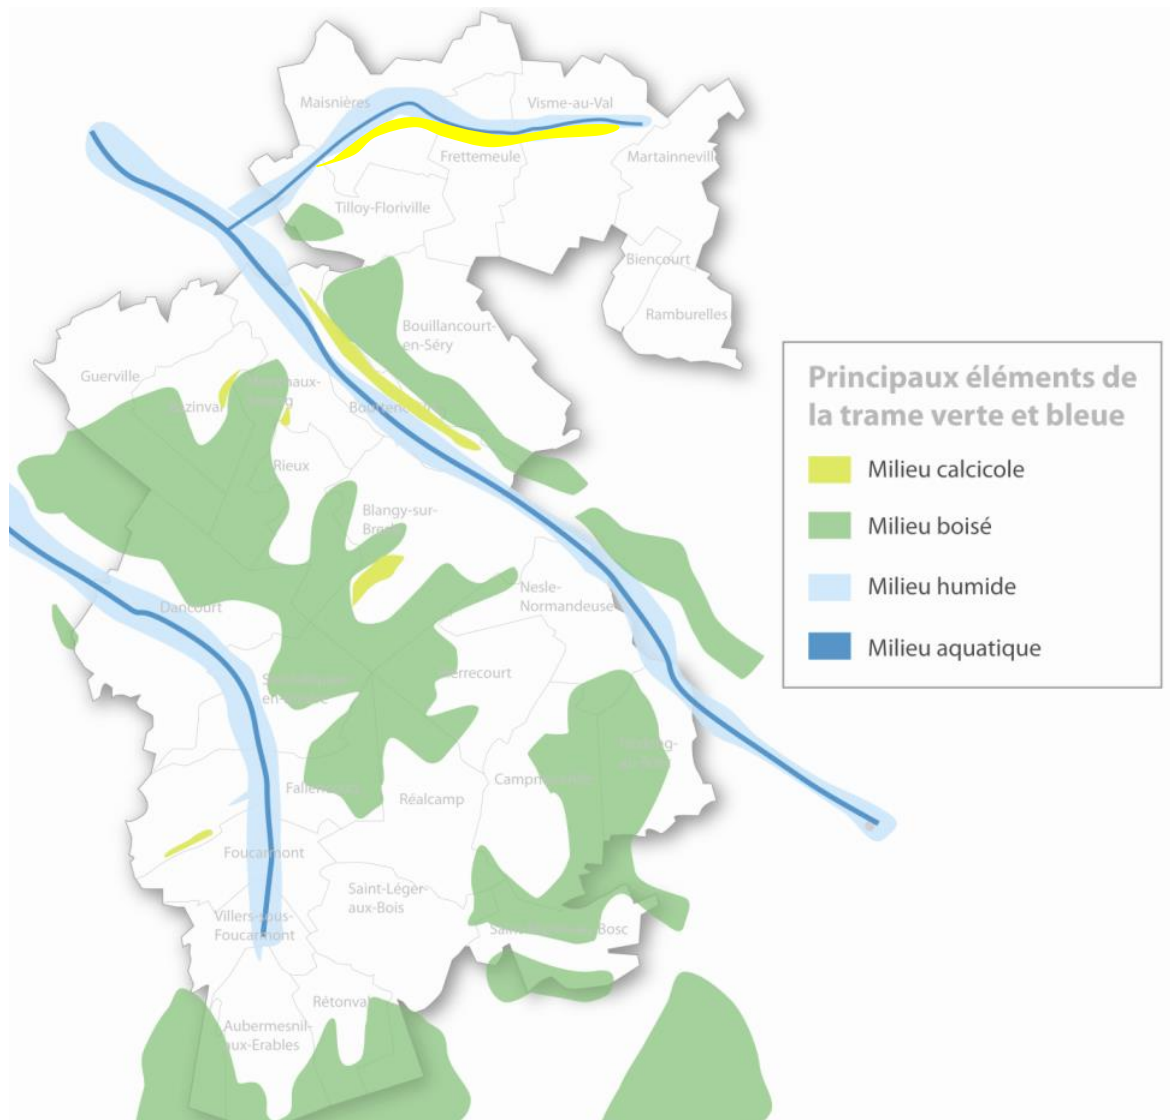 Maisnières
Visme-au-Val
Frettemeule
Martainnevill
Tilloy-Floriville
Biencourt
Ramburelles
Bouillancourt-
en-Séry
Guerville
Principaux éléments de
la trame verte et bleue
Milieu calcicole
Milieu boisé
Milieu humide
Milieu aquatique
Rieux
Blangy-sur-
Nesle-
Normandeuse
Dancourt
Réalcamp
Foucarmont
Saint-Léger-
aux-Bois
Villers-sous-
Foucarmont
Rétonval
Aubermesnil-
aux-Erables